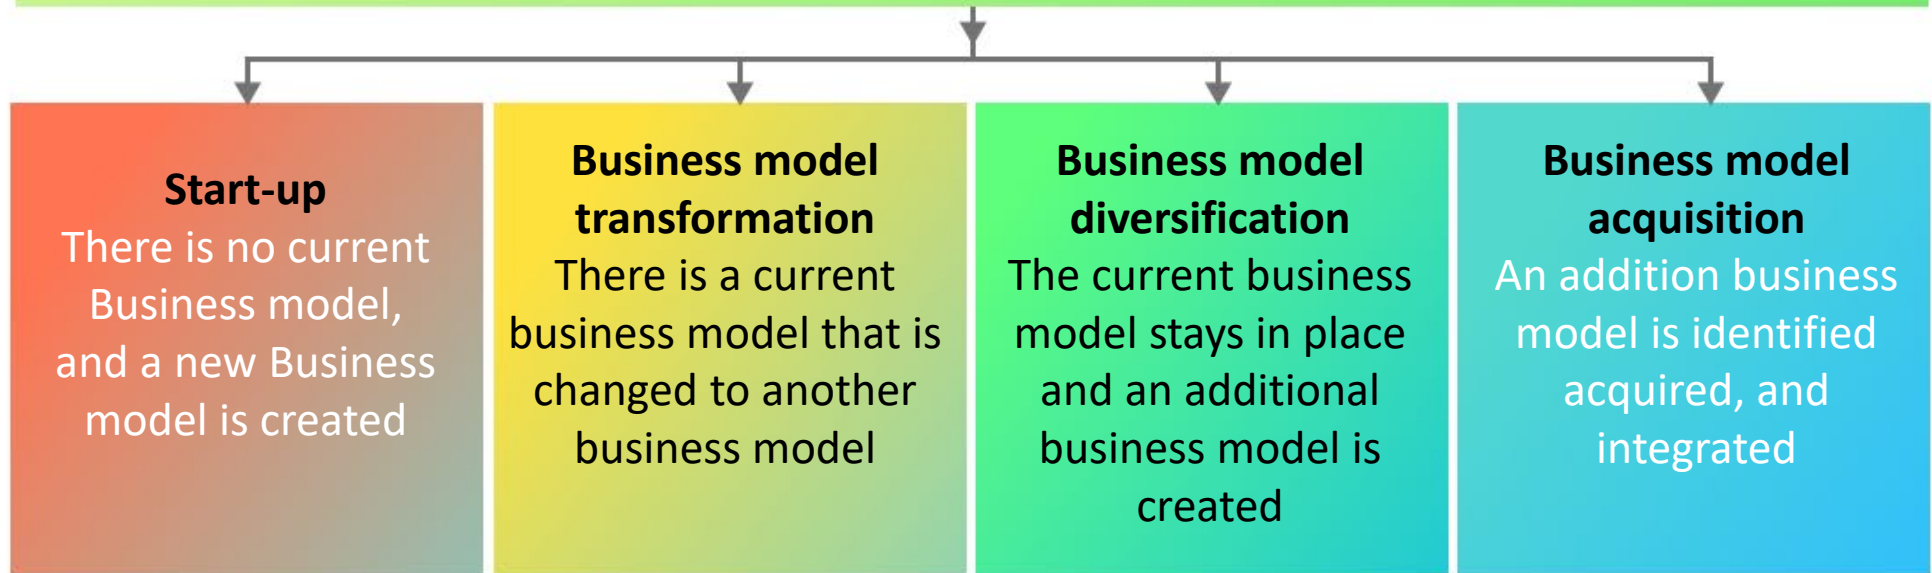 Start-up
There is no current
Business model,
and a new Business
model is created
Business model
transformation
There is a current
business model that is
changed to another
business model
Business model
diversification
The current business
model stays in place
and an additional
business model is
created
Business model
acquisition
An addition business
model is identified
acquired, and
integrated